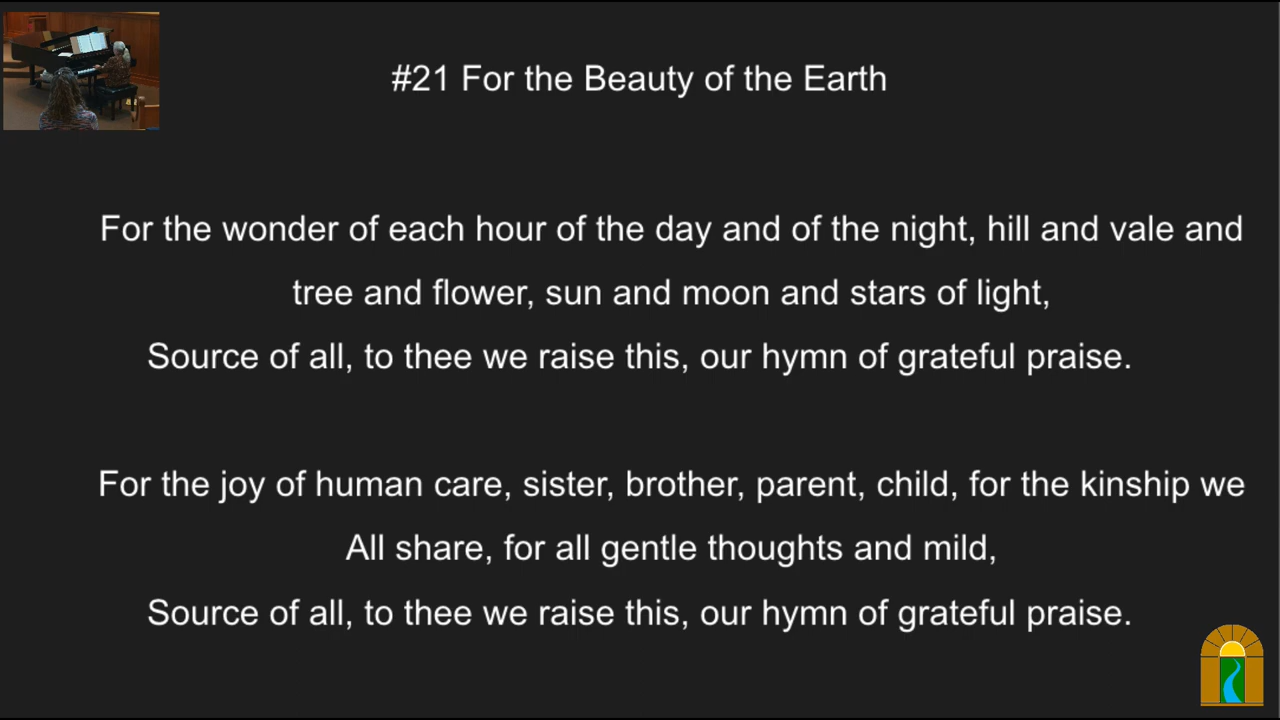 #21 For the Beauty of the Earth
For the wonder of each hour of the day and of the night, hill and vale and
tree and flower, sun and moon and stars of light,
Source of all, to thee we raise this, our hymn of grateful praise.
For the joy of human care, sister, brother, parent, child, for the kinship we
All share, for all gentle thoughts and mild,
Source of all, to thee we raise this, our hymn of grateful praise.